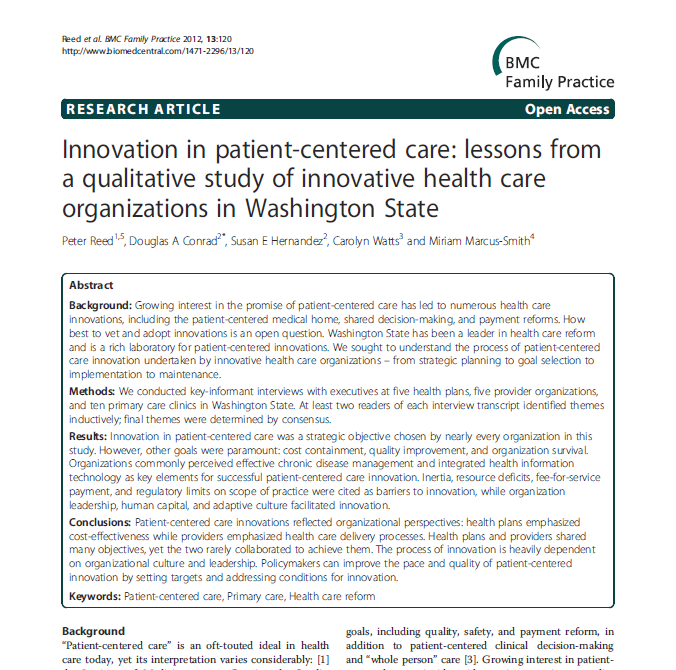 Reed et al. BMC Family Practice 2012, 13:120
http://www.biomedcentral.com/1471-2296/13/120
BMC
Family Practice
RESEARCH ARTICLE Open Access
Innovation in patient-centered care: lessons from
a qualitative study of innovative health care
organizations in Washington State
Peter Reed1,5, Douglas A Conrad2*, Susan E Hernandez2, Carolyn Watts3 and Miriam Marcus-Smith4
Abstract
Background: Growing interest in the promise of patient-centered care has led to numerous health care
innovations, including the patient-centered medical home, shared decision-making, and payment reforms. How
best to vet and adopt innovations is an open question. Washington State has been a leader in health care reform
and is a rich laboratory for patient-centered innovations. We sought to understand the process of patient-centered
care innovation undertaken by innovative health care organizations – from strategic planning to goal selection to
implementation to maintenance.
Methods: We conducted key-informant interviews with executives at five health plans, five provider organizations,
and ten primary care clinics in Washington State. At least two readers of each interview transcript identified themes
inductively; final themes were determined by consensus.
Results: Innovation in patient-centered care was a strategic objective chosen by nearly every organization in this
study. However, other goals were paramount: cost containment, quality improvement, and organization survival.
Organizations commonly perceived effective chronic disease management and integrated health information
technology as key elements for successful patient-centered care innovation. Inertia, resource deficits, fee-for-service
payment, and regulatory limits on scope of practice were cited as barriers to innovation, while organization
leadership, human capital, and adaptive culture facilitated innovation.
Conclusions: Patient-centered care innovations reflected organizational perspectives: health plans emphasized
cost-effectiveness while providers emphasized health care delivery processes. Health plans and providers shared
many objectives, yet the two rarely collaborated to achieve them. The process of innovation is heavily dependent
on organizational culture and leadership. Policymakers can improve the pace and quality of patient-centered
innovation by setting targets and addressing conditions for innovation.
Keywords: Patient-centered care, Primary care, Health care reform
Background
“Patient-centered care” is an oft-touted ideal in health
care today, yet its interpretation varies considerably: [1]
goals, including quality, safety, and payment reform, in
addition to patient-centered clinical decision-making
and “whole person” care [3]. Growing interest in patient-